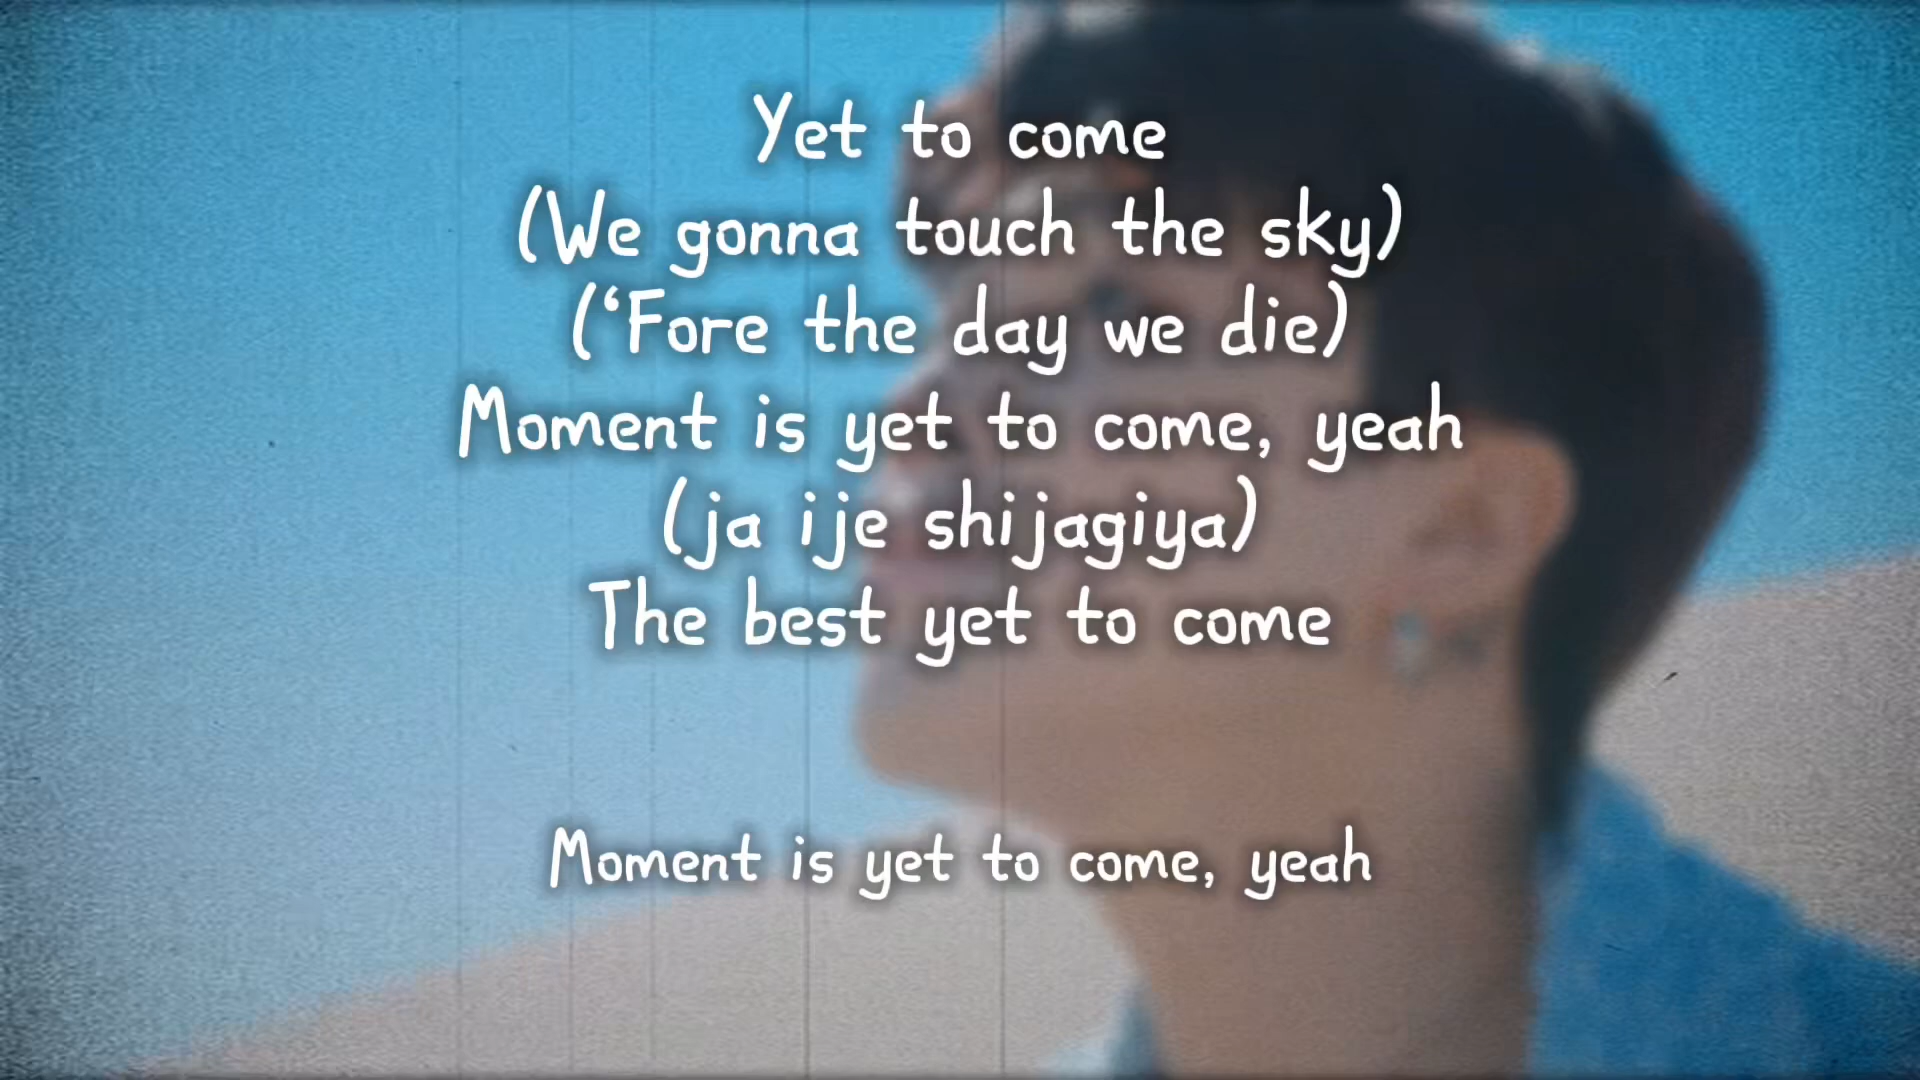 Yet to come
(We gonna touch the sky)
(‘Fore the day we die)
Moment is yet to come, yeah
(ja ije shijagiya)
The best yet to come
Moment is yet to come, yeah